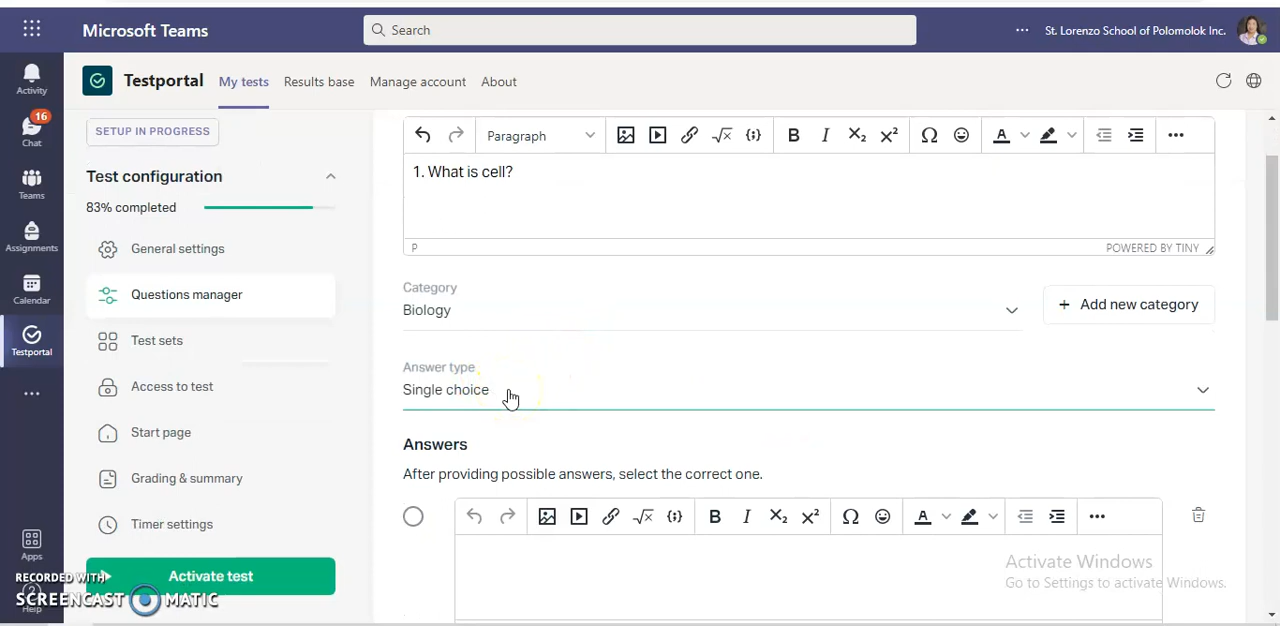 Microsoft Teams
Search
St. Lorenzo School of Polomolok Inc.
Testportal
My tests
Results base
Manage account
About
Activity
16
Chat
Teams
Assignments
Calendar
Testportal
Apps
Help
SETUP IN PROGRESS
Test configuration
83% completed
General settings
Questions manager
Test sets
Access to test
Start page
Grading & summary
Timer settings
Activate test
Paragraph
1. What is cell?
P
POWERED BY TINY
Category
Biology
+ Add new category
Answer type
Single choice
Answers
After providing possible answers, select the correct one.
Activate Windows
Go to Settings to activate Windows.
RECORDED WITH
SCREENCAST MATIC